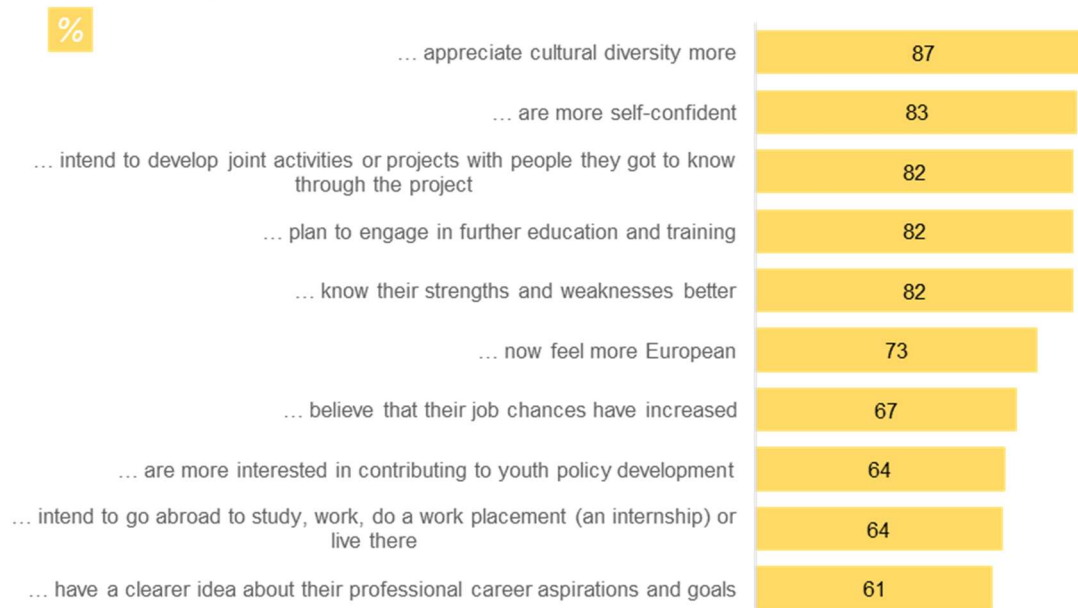 %
… appreciate cultural diversity more 87
… are more self-confident 83
… intend to develop joint activities or projects with people they got to know
through the project 82
… plan to engage in further education and training 82
… know their strengths and weaknesses better 82
… now feel more European 73
… believe that their job chances have increased 67
… are more interested in contributing to youth policy development 64
… intend to go abroad to study, work, do a work placement (an internship) or
live there 64
… have a clearer idea about their professional career aspirations and goals 61